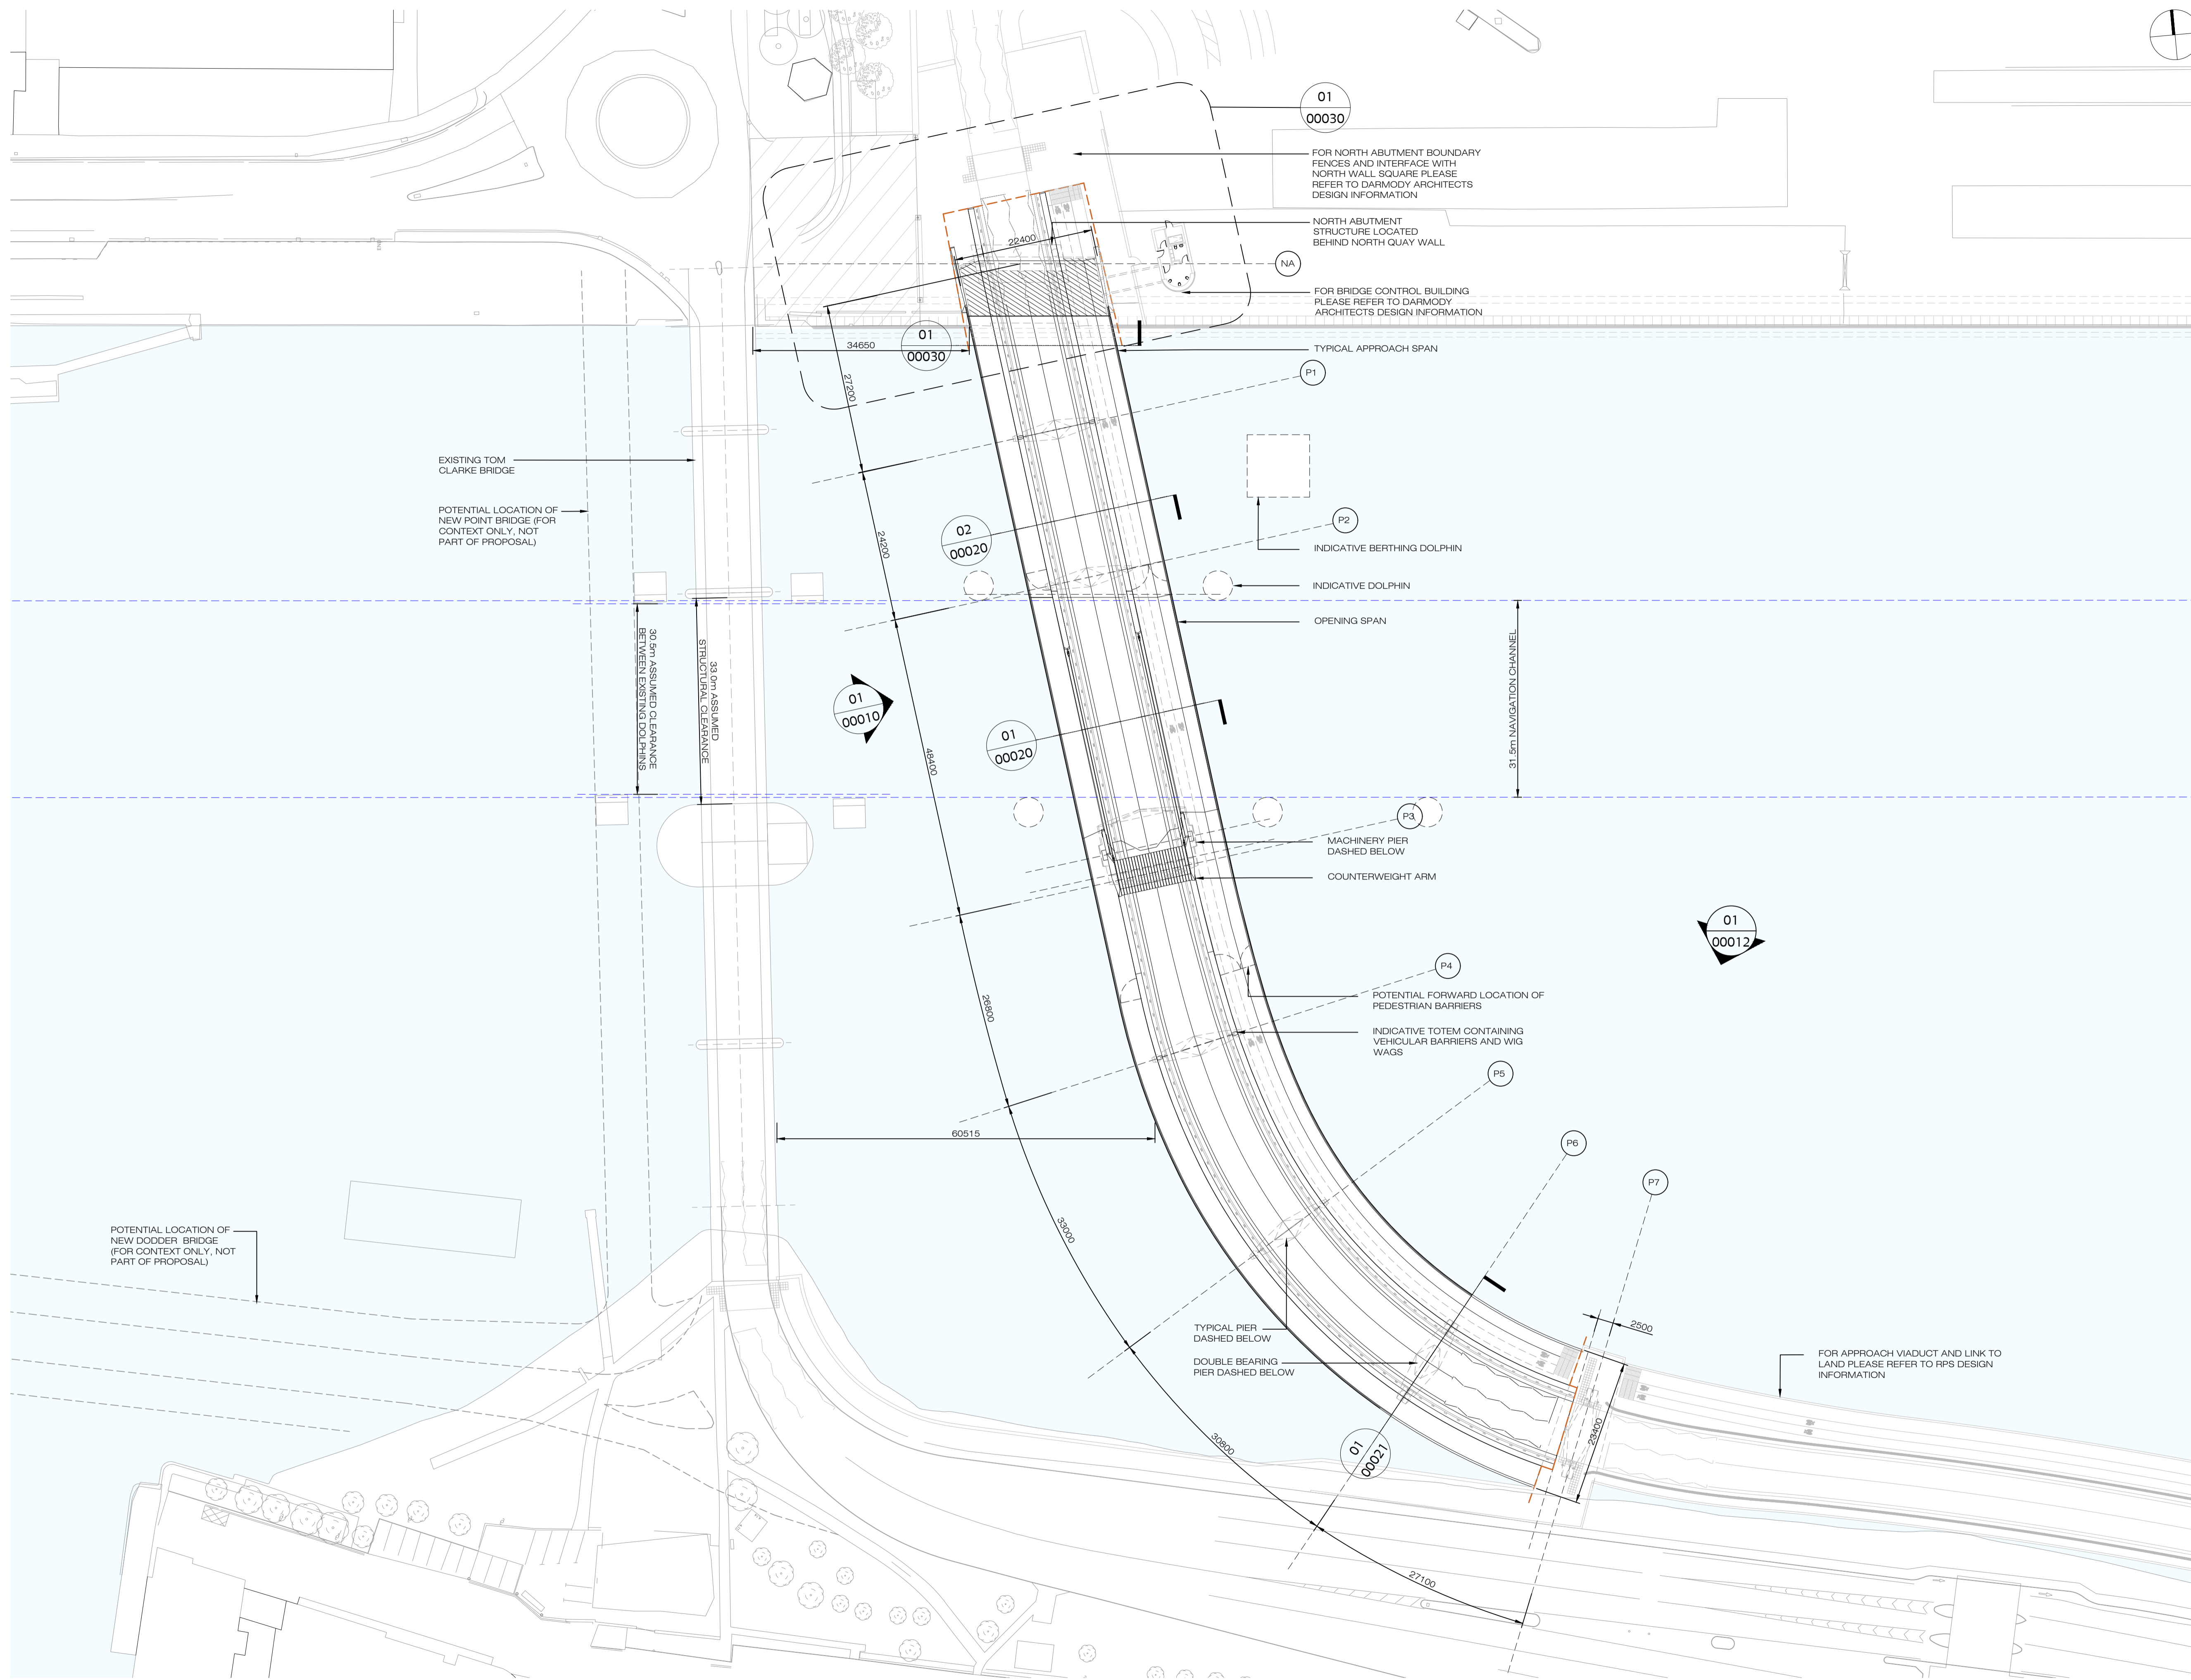 01
00030
FOR NORTH ABUTMENT BOUNDARY
FENCES AND INTERFACE WITH
NORTH WALL SQUARE PLEASE
REFER TO DARMODY ARCHITECTS
DESIGN INFORMATION
NORTH ABUTMENT
STRUCTURE LOCATED
BEHIND NORTH QUAY WALL
22400
NA
FOR BRIDGE CONTROL BUILDING
PLEASE REFER TO DARMODY
ARCHITECTS DESIGN INFORMATION
34650
01
00030
TYPICAL APPROACH SPAN
27200
P1
EXISTING TOM
CLARKE BRIDGE
POTENTIAL LOCATION OF
NEW POINT BRIDGE (FOR
CONTEXT ONLY, NOT
PART OF PROPOSAL)
02
00020
P2
24200
INDICATIVE BERTHING DOLPHIN
INDICATIVE DOLPHIN
OPENING SPAN
30.5m ASSUMED CLEARANCE
BETWEEN EXISTING DOLPHINS
33.0m ASSUMED
STRUCTURAL CLEARANCE
31.5m NAVIGATION CHANNEL
01
00010
01
00020
48400
P3
MACHINERY PIER
DASHED BELOW
COUNTERWEIGHT ARM
01
00012
P4
26800
POTENTIAL FORWARD LOCATION OF
PEDESTRIAN BARRIERS
INDICATIVE TOTEM CONTAINING
VEHICULAR BARRIERS AND WIG
WAGS
P5
60515
P6
P7
33000
POTENTIAL LOCATION OF
NEW DODDER BRIDGE
(FOR CONTEXT ONLY, NOT
PART OF PROPOSAL)
TYPICAL PIER
DASHED BELOW
DOUBLE BEARING
PIER DASHED BELOW
2500
FOR APPROACH VIADUCT AND LINK TO
LAND PLEASE REFER TO RPS DESIGN
INFORMATION
23400
30800
01
00021
27100